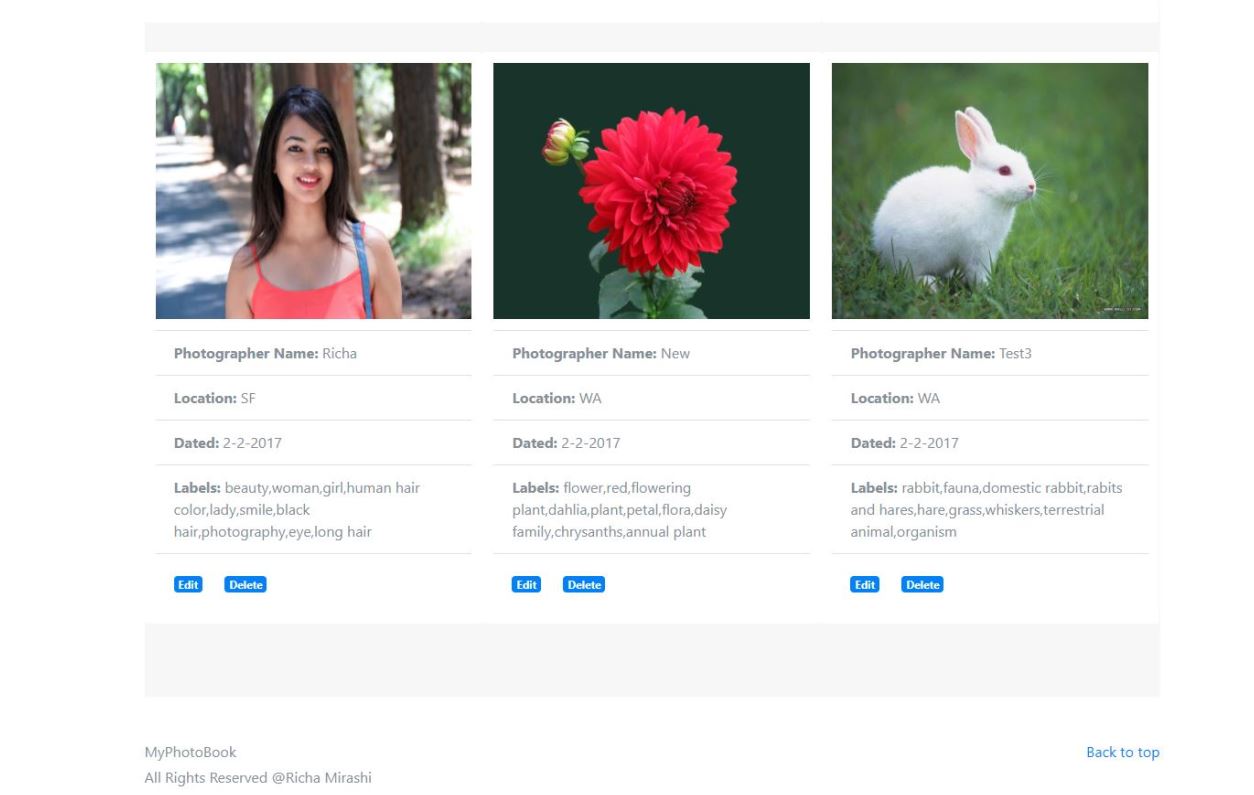 Photographer Name: Richa
Location: SF
Dated: 2-2-2017
Labels: beauty,woman,girl,human hair
color,lady,smile,black
hair,photography,eye,long hair
Edit Delete
Photographer Name: New
Location: WA
Dated: 2-2-2017
Labels: flower,red,flowering
plant,dahlia,plant,petal,flora,daisy
family,chrysanths,annual plant
Edit Delete
Photographer Name: Test3
Location: WA
Dated: 2-2-2017
Labels: rabbit,fauna,domestic rabbit,rabits
and hares,hare,grass,whiskers,terrestrial
animal,organism
Edit Delete
MyPhotoBook
All Rights Reserved @Richa Mirashi
Back to top